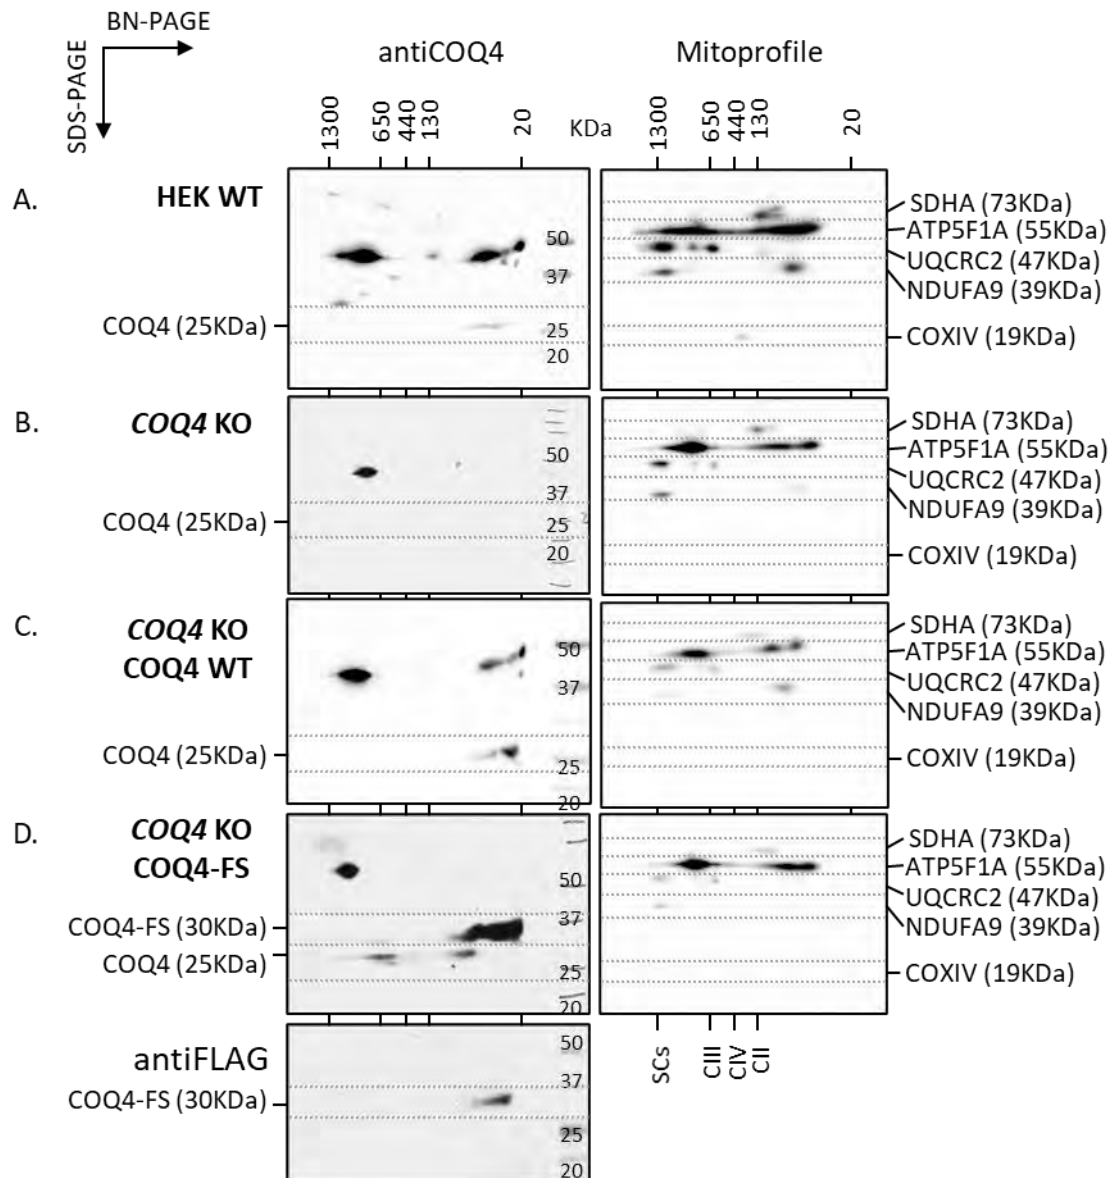 BN-PAGE
SDS-PAGE
antiCOQ4
Mitoprofile
1300 650 440 130 20 KDa 1300 650 440 130 20
A. HEK WT
50
37
25
20
COQ4 (25KDa)
SDHA (73KDa)
ATP5F1A (55KDa)
UQCRC2 (47KDa)
NDUFA9 (39KDa)
COXIV (19KDa)
B. COQ4 KO
50
37
25
20
COQ4 (25KDa)
SDHA (73KDa)
ATP5F1A (55KDa)
UQCRC2 (47KDa)
NDUFA9 (39KDa)
COXIV (19KDa)
C. COQ4 KO
COQ4 WT
50
37
25
20
COQ4 (25KDa)
SDHA (73KDa)
ATP5F1A (55KDa)
UQCRC2 (47KDa)
NDUFA9 (39KDa)
COXIV (19KDa)
D. COQ4 KO
COQ4-FS
50
37
25
20
COQ4-FS (30KDa)
COQ4 (25KDa)
SDHA (73KDa)
ATP5F1A (55KDa)
UQCRC2 (47KDa)
NDUFA9 (39KDa)
COXIV (19KDa)
SCs CIII CIV CII
antiFLAG
COQ4-FS (30KDa)
50
37
25
20